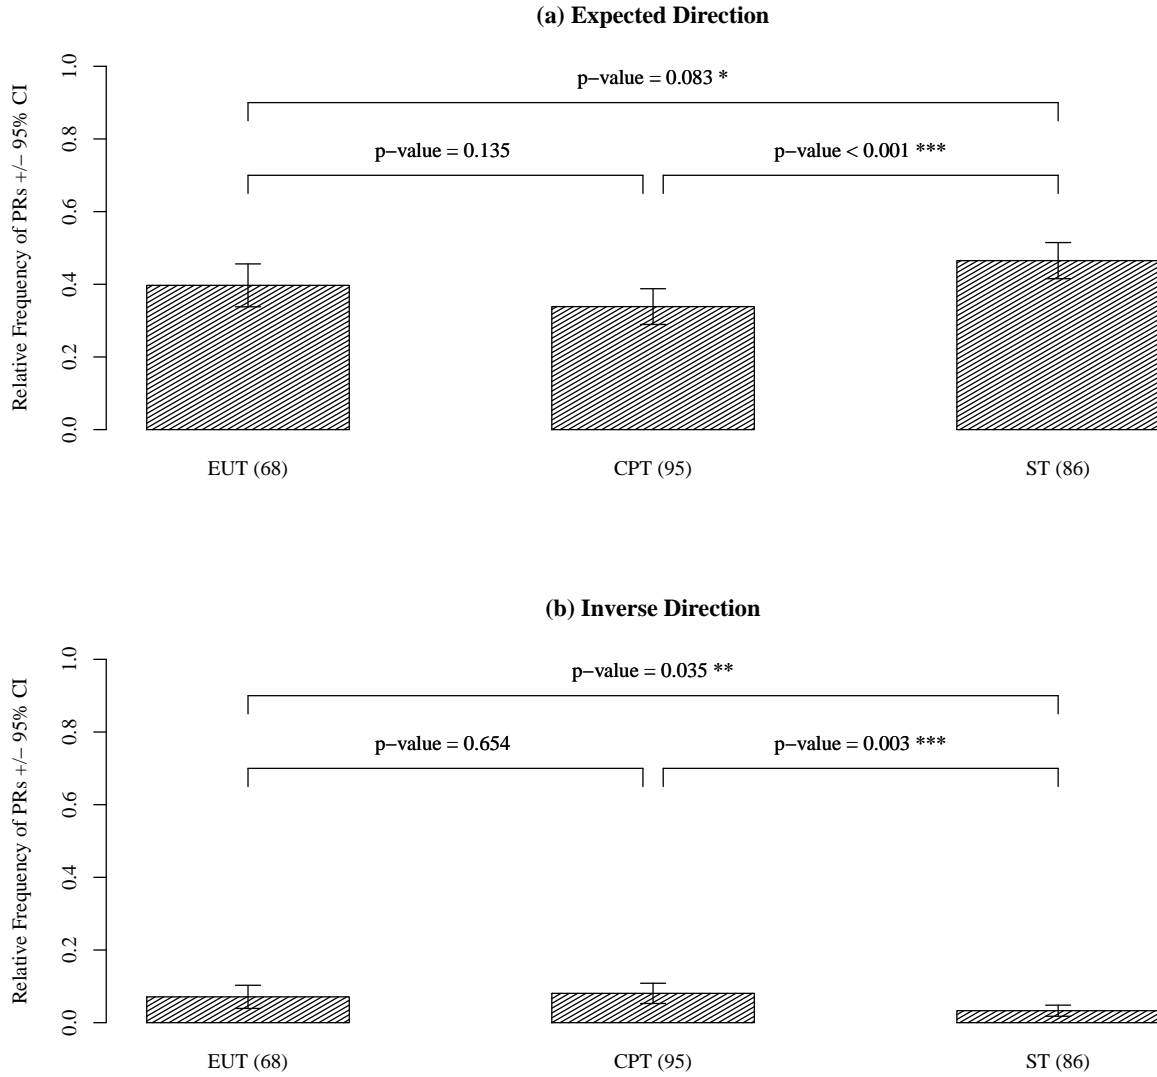 (a) Expected Direction
Relative Frequency of PRs +/− 95% CI
1.0
0.8
0.6
0.4
0.2
0.0
p−value = 0.083 *
p−value = 0.135
p−value < 0.001 ***
EUT (68)
CPT (95)
ST (86)
(b) Inverse Direction
Relative Frequency of PRs +/− 95% CI
1.0
0.8
0.6
0.4
0.2
0.0
p−value = 0.035 **
p−value = 0.654
p−value = 0.003 ***
EUT (68)
CPT (95)
ST (86)